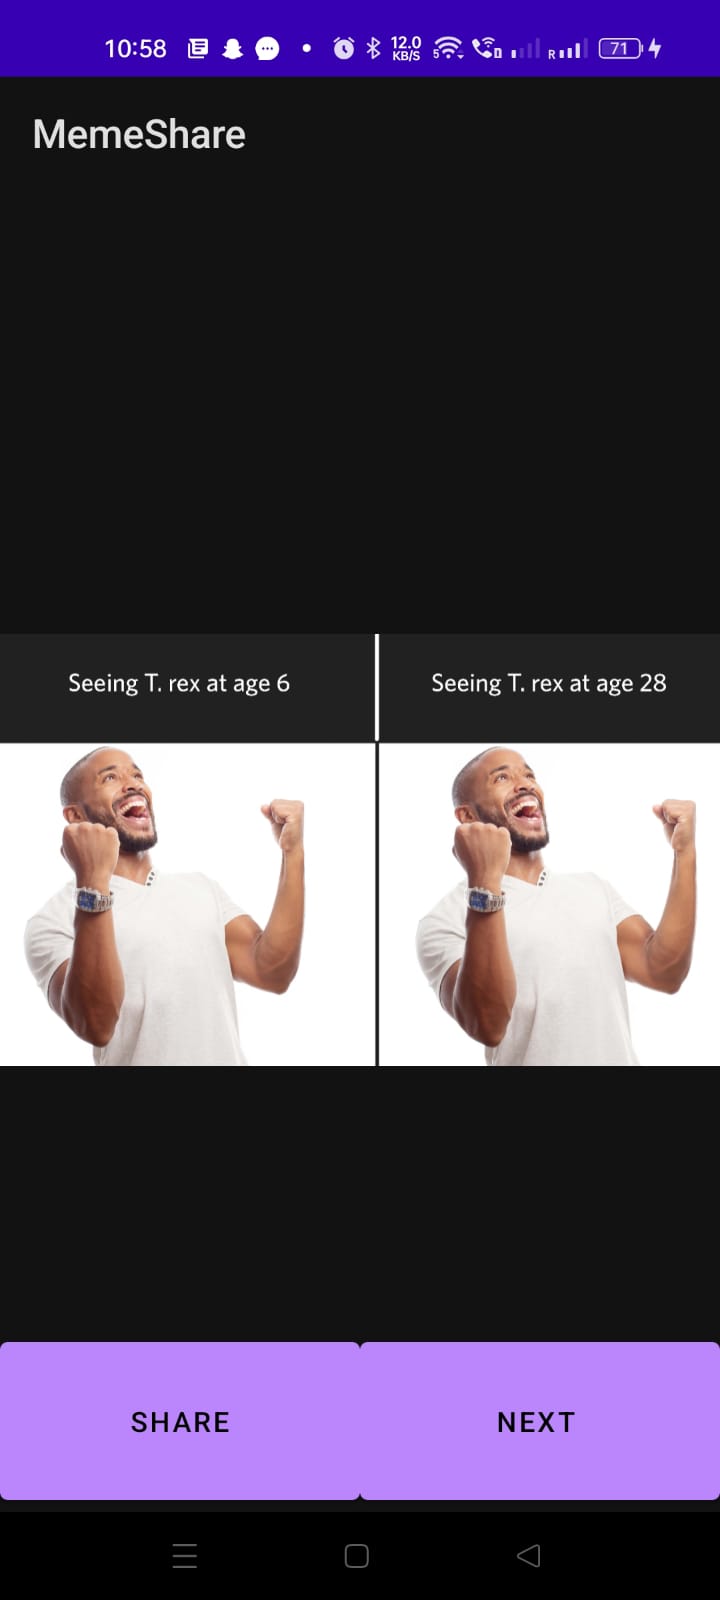 10:58
12.0
KB/S
5
R
71
MemeShare
Seeing T. rex at age 6
Seeing T. rex at age 28
SHARE
NEXT